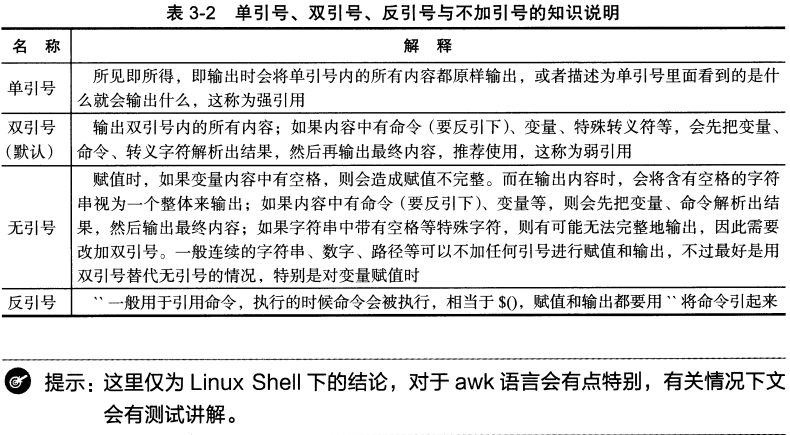 表 3-2 单引号、双引号、反引号与不加引号的知识说明
名 称 解 释
单引号 所见即所得，即输出时会将单引号内的所有内容都原样输出，或者描述为单引号里面看到的是什
么就会输出什么，这称为强引用
双引号 输出双引号内的所有内容；如果内容中有命令（要反引下）、变量、特殊转义符等，会先把变量、
（默认） 命令、转义字符解析出结果，然后再输出最终内容，推荐使用，这称为弱引用
赋值时，如果变量内容中有空格，则会造成赋值不完整。而在输出内容时，会将含有空格的字符
串视为一个整体来输出；如果内容中有命令（要反引下）、变量等，则会先把变量、命令解析出结
无引号 果，然后输出最终内容；如果字符串中带有空格等特殊字符，则有可能无法完整地输出，因此需要
改加双引号。一般连续的字符串、数字、路径等可以不加任何引号进行赋值和输出，不过最好是用
双引号替代无引号的情况，特别是对变量赋值时
反引号 `` 一般用于引用命令，执行的时候命令会被执行，相当于 $()，赋值和输出都要用 `` 将命令引起来
提示：这里仅为 Linux Shell 下的结论，对于 awk 语言会有点特别，有关情况下文
会有测试讲解。